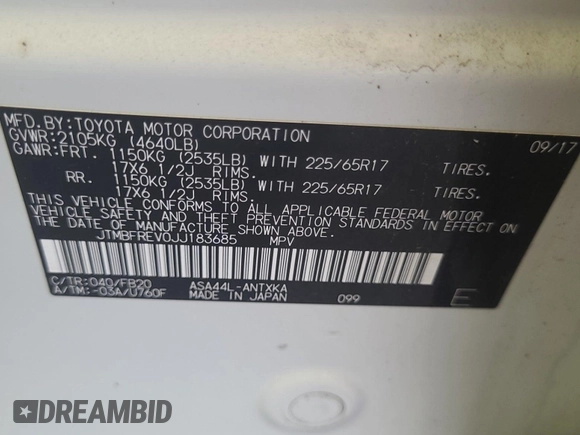 MFD.BY:TOYOTA MOTOR CORPORATION 09/17
GVWR:2105KG (4640LB)
GAWR:FRT. 1150KG (2535LB) WITH 225/65R17 TIRES.
17X6 1/2J RIMS.
RR. 1150KG (2535LB) WITH 225/65R17 TIRES.
17X6 1/2J RIMS.
THIS VEHICLE CONFORMS TO ALL APPLICABLE FEDERAL MOTOR
VEHICLE SAFETY AND THEFT PREVENTION STANDARDS IN EFFECT ON
THE DATE OF MANUFACTURE SHOWN ABOVE.
JTMBFREV0JJ183685 MPV
C/TR:040/FB20 ASA44L-ANTXKA
A/TM:-03A/U760F MADE IN JAPAN 099 E
DREAMBID